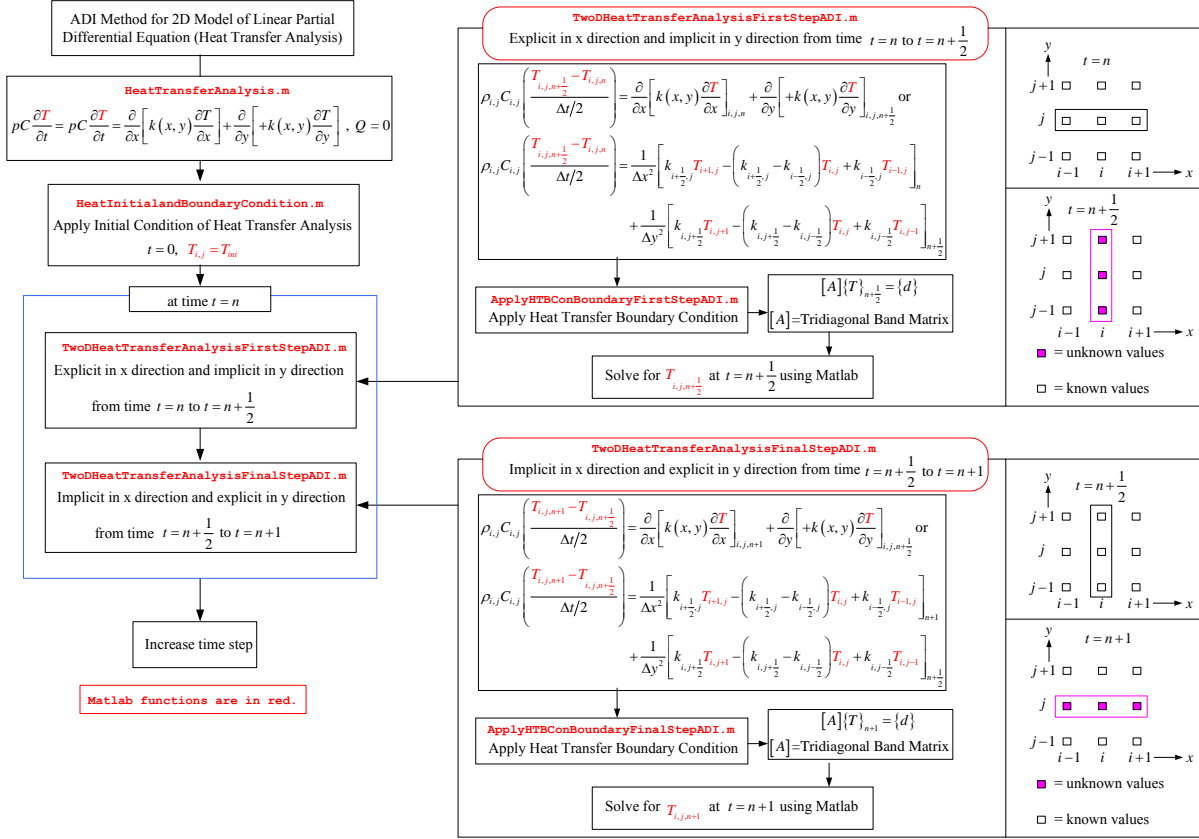 ADI Method for 2D Model of Linear Partial
Differential Equation (Heat Transfer Analysis)
HeatTransferAnalysis.m
pC ∂T/∂t = pC ∂T/∂t = ∂/∂x[k(x,y) ∂T/∂x] + ∂/∂y[+k(x,y) ∂T/∂y] , Q=0
HeatInitialandBoundaryCondition.m
Apply Initial Condition of Heat Transfer Analysis
t=0, T_{i,j} = T_{ini}
at time t=n
TwoDHeatTransferAnalysisFirstStepADI.m
Explicit in x direction and implicit in y direction
from time t=n to t=n+1/2
TwoDHeatTransferAnalysisFinalStepADI.m
Implicit in x direction and explicit in y direction
from time t=n+1/2 to t=n+1
Increase time step
Matlab functions are in red.
TwoDHeatTransferAnalysisFirstStepADI.m
Explicit in x direction and implicit in y direction from time t=n to t=n+1/2
ρ_{i,j}C_{i,j}((T_{i,j,n+1/2} − T_{i,j,n})/(Δt/2)) = ∂/∂x[k(x,y) ∂T/∂x]_{i,j,n} + ∂/∂y[+k(x,y) ∂T/∂y]_{i,j,n+1/2} or
ρ_{i,j}C_{i,j}((T_{i,j,n+1/2} − T_{i,j,n})/(Δt/2)) = 1/Δx²[k_{i+1/2,j}T_{i+1,j} − (k_{i+1/2,j} − k_{i−1/2,j})T_{i,j} + k_{i−1/2,j}T_{i−1,j}]_n
+ 1/Δy²[k_{i,j+1/2}T_{i,j+1} − (k_{i,j+1/2} − k_{i,j−1/2})T_{i,j} + k_{i,j−1/2}T_{i,j−1}]_{n+1/2}
ApplyHTBConBoundaryFirstStepADI.m
Apply Heat Transfer Boundary Condition
[A]{T}_{n+1/2} = {d}
[A]=Tridiagonal Band Matrix
Solve for T_{i,j,n+1/2} at t=n+1/2 using Matlab
y
t=n
j+1
j
j−1
i−1 i i+1 x
y
t=n+1/2
j+1
j
j−1
i−1 i i+1 x
= unknown values
= known values
TwoDHeatTransferAnalysisFinalStepADI.m
Implicit in x direction and explicit in y direction from time t=n+1/2 to t=n+1
ρ_{i,j}C_{i,j}((T_{i,j,n+1} − T_{i,j,n+1/2})/(Δt/2)) = ∂/∂x[k(x,y) ∂T/∂x]_{i,j,n+1} + ∂/∂y[+k(x,y) ∂T/∂y]_{i,j,n+1/2} or
ρ_{i,j}C_{i,j}((T_{i,j,n+1} − T_{i,j,n+1/2})/(Δt/2)) = 1/Δx²[k_{i+1/2,j}T_{i+1,j} − (k_{i+1/2,j} − k_{i−1/2,j})T_{i,j} + k_{i−1/2,j}T_{i−1,j}]_{n+1}
+ 1/Δy²[k_{i,j+1/2}T_{i,j+1} − (k_{i,j+1/2} − k_{i,j−1/2})T_{i,j} + k_{i,j−1/2}T_{i,j−1}]_{n+1/2}
ApplyHTBConBoundaryFinalStepADI.m
Apply Heat Transfer Boundary Condition
[A]{T}_{n+1} = {d}
[A]=Tridiagonal Band Matrix
Solve for T_{i,j,n+1} at t=n+1 using Matlab
y
t=n+1/2
j+1
j
j−1
i−1 i i+1 x
y
t=n+1
j+1
j
j−1
i−1 i i+1 x
= unknown values
= known values